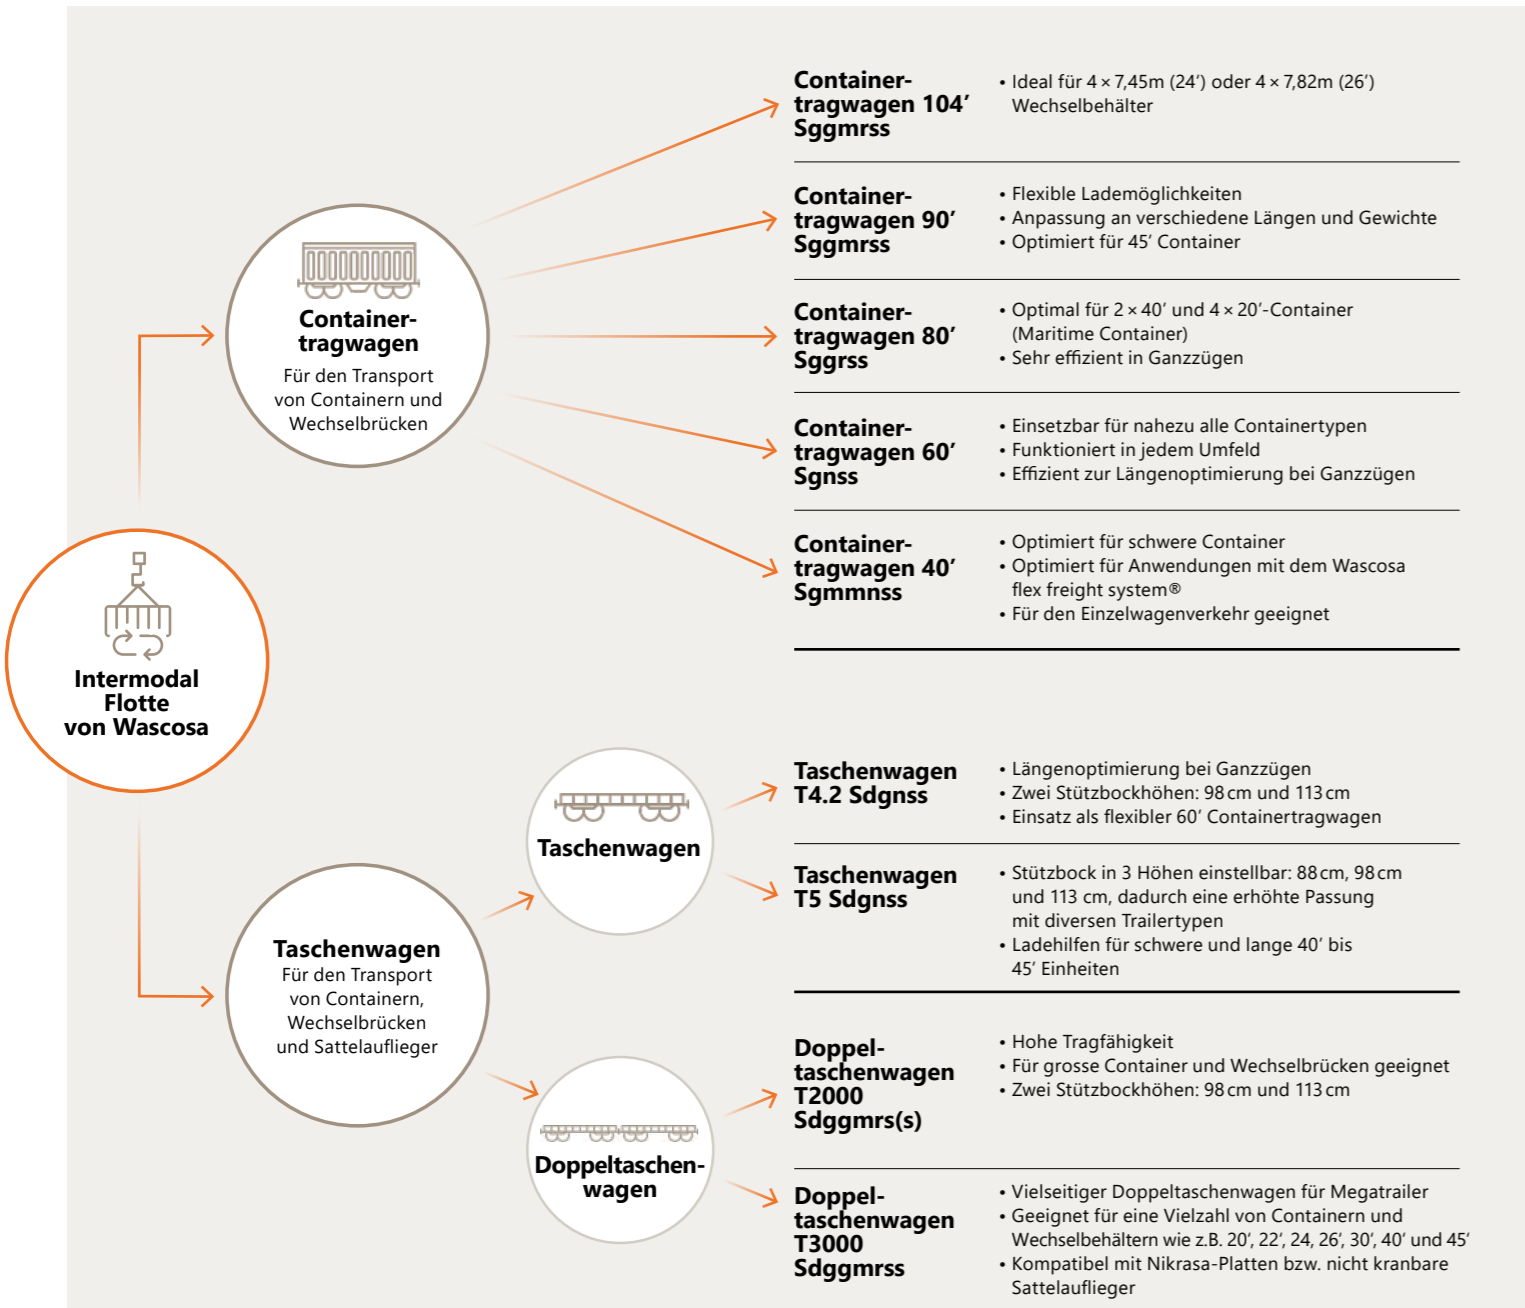 Intermodal
Flotte
von Wascosa
Container-
tragwagen
Für den Transport
von Containern und
Wechselbrücken
Container-
tragwagen 104’
Sggmrss
• Ideal für 4 × 7,45m (24’) oder 4 × 7,82m (26’)
Wechselbehälter
Container-
tragwagen 90’
Sggmrss
• Flexible Lademöglichkeiten
• Anpassung an verschiedene Längen und Gewichte
• Optimiert für 45’ Container
Container-
tragwagen 80’
Sggrss
• Optimal für 2 × 40’ und 4 × 20’-Container
(Maritime Container)
• Sehr effizient in Ganzzügen
Container-
tragwagen 60’
Sgnss
• Einsetzbar für nahezu alle Containertypen
• Funktioniert in jedem Umfeld
• Effizient zur Längenoptimierung bei Ganzzügen
Container-
tragwagen 40’
Sgmmnss
• Optimiert für schwere Container
• Optimiert für Anwendungen mit dem Wascosa
flex freight system®
• Für den Einzelwagenverkehr geeignet
Taschenwagen
Für den Transport
von Containern,
Wechselbrücken
und Sattelauflieger
Taschenwagen
Taschenwagen
T4.2 Sdgnss
• Längenoptimierung bei Ganzzügen
• Zwei Stützbockhöhen: 98 cm und 113 cm
• Einsatz als flexibler 60’ Containertragwagen
Taschenwagen
T5 Sdgnss
• Stützbock in 3 Höhen einstellbar: 88 cm, 98 cm
und 113 cm, dadurch eine erhöhte Passung
mit diversen Trailertypen
• Ladehilfen für schwere und lange 40’ bis
45’ Einheiten
Doppeltaschen-
wagen
Doppel-
taschenwagen
T2000
Sdggmrs(s)
• Hohe Tragfähigkeit
• Für grosse Container und Wechselbrücken geeignet
• Zwei Stützbockhöhen: 98 cm und 113 cm
Doppel-
taschenwagen
T3000
Sdggmrss
• Vielseitiger Doppeltaschenwagen für Megatrailer
• Geeignet für eine Vielzahl von Containern und
Wechselbehältern wie z.B. 20’, 22’, 24, 26’, 30’, 40’ und 45’
• Kompatibel mit Nikrasa-Platten bzw. nicht kranbare
Sattelauflieger